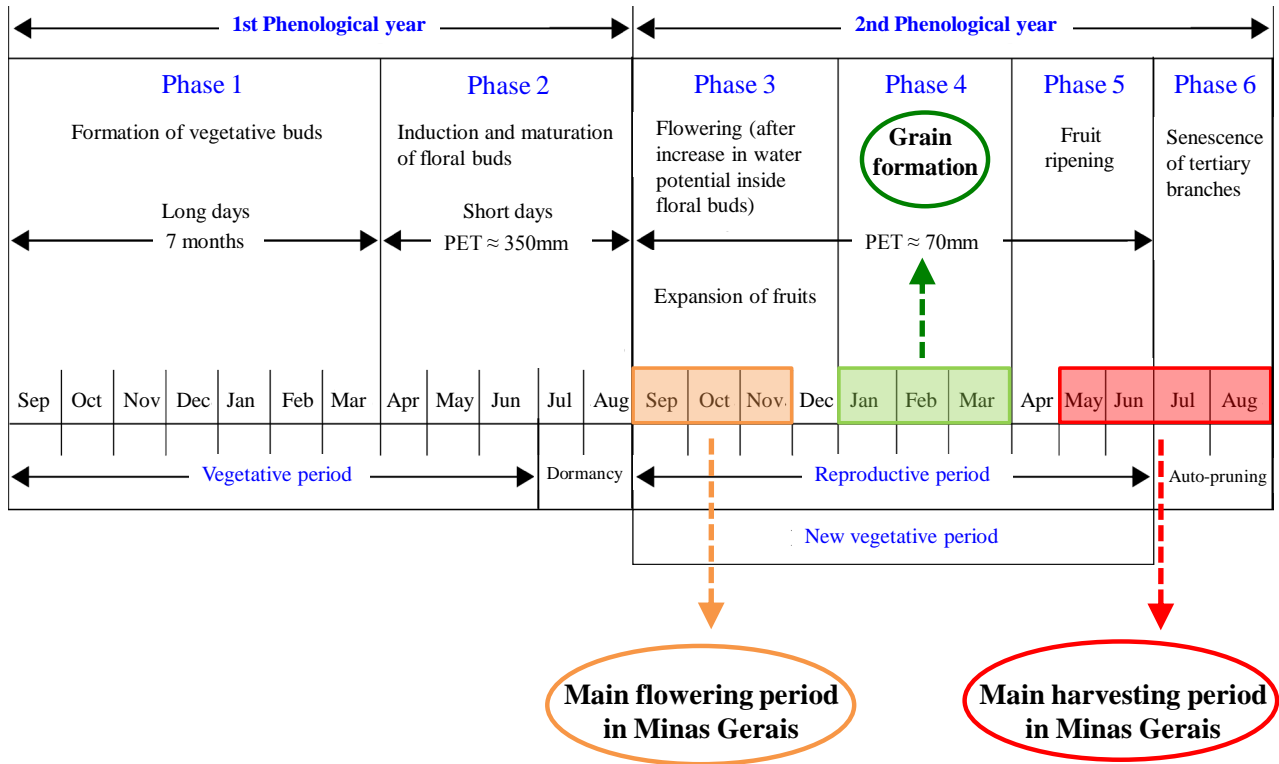 1st Phenological year
2nd Phenological year
Phase 1
Phase 2
Phase 3
Phase 4
Phase 5
Phase 6
Formation of vegetative buds
Induction and maturation
of floral buds
Flowering (after
increase in water
potential inside
floral buds)
Grain
formation
Fruit
ripening
Senescence
of tertiary
branches
Long days
7 months
Short days
PET ≈ 350mm
PET ≈ 70mm
Expansion of fruits
Sep Oct Nov Dec Jan Feb Mar Apr May Jun Jul Aug Sep Oct Nov. Dec Jan Feb Mar Apr May Jun Jul Aug
Vegetative period
Dormancy
Reproductive period
Auto-pruning
New vegetative period
Main flowering period
in Minas Gerais
Main harvesting period
in Minas Gerais